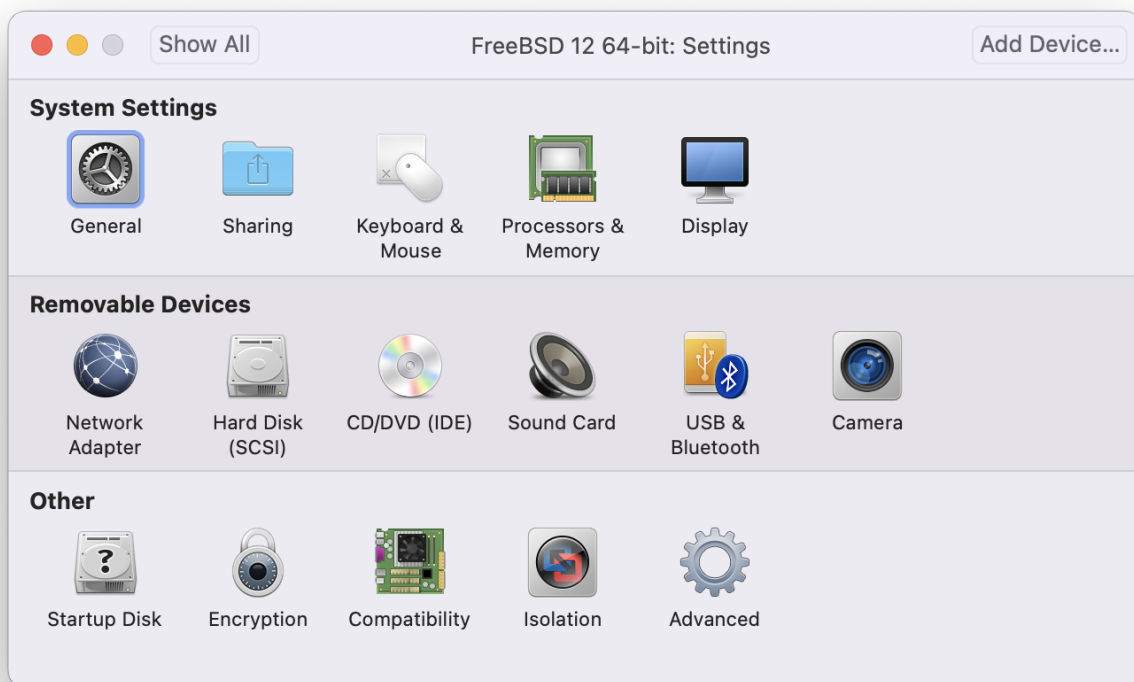 Show All
FreeBSD 12 64-bit: Settings
Add Device...
System Settings
General
Sharing
Keyboard &
Mouse
Processors &
Memory
Display
Removable Devices
Network
Adapter
Hard Disk
(SCSI)
CD/DVD (IDE)
Sound Card
USB &
Bluetooth
Camera
Other
Startup Disk
Encryption
Compatibility
Isolation
Advanced